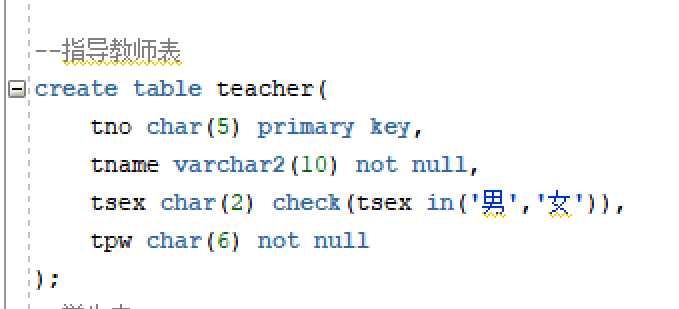 --指导教师表
create table teacher(
    tno char(5) primary key,
    tname varchar2(10) not null,
    tsex char(2) check(tsex in('男','女')),
    tpw char(6) not null
);